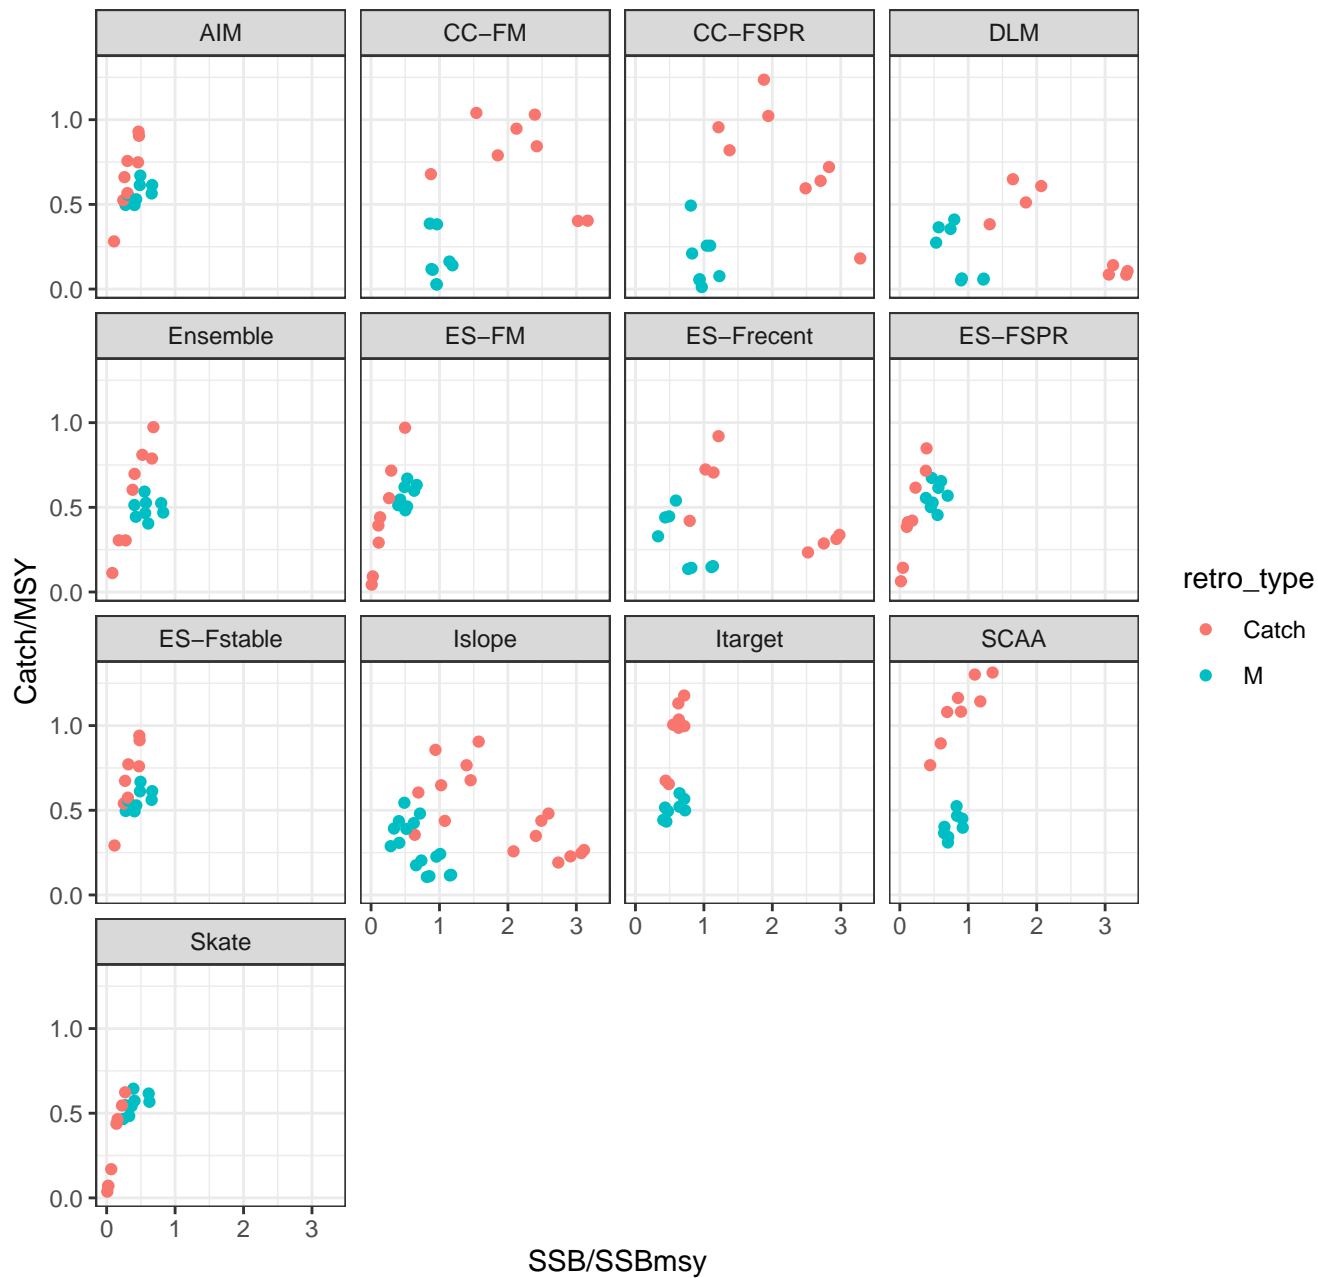 AIM
CC−FM
CC−FSPR
DLM
1.0
0.5
0.0
Ensemble
ES−FM
ES−Frecent
ES−FSPR
1.0
0.5
0.0
ES−Fstable
Islope
Itarget
SCAA
1.0
0.5
0.0
0 1 2 3
0 1 2 3
0 1 2 3
Skate
1.0
0.5
0.0
0 1 2 3
SSB/SSBmsy
Catch/MSY
retro_type
Catch
M